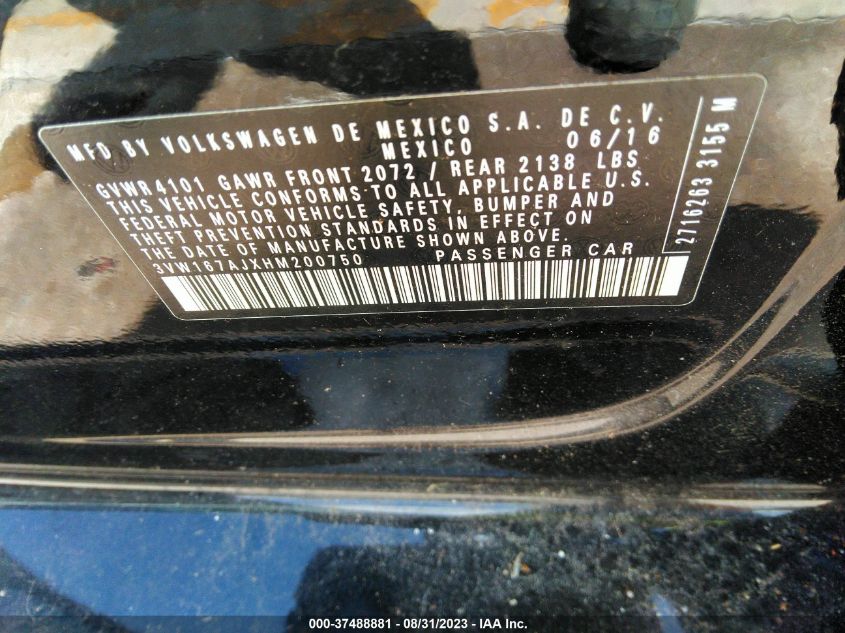 MFD BY VOLKSWAGEN DE MEXICO S.A. DE C.V.
MEXICO 06/16
GVWR 4101 GAWR FRONT 2072 / REAR 2138 LBS
THIS VEHICLE CONFORMS TO ALL APPLICABLE U.S.
FEDERAL MOTOR VEHICLE SAFETY, BUMPER AND
THEFT PREVENTION STANDARDS IN EFFECT ON
THE DATE OF MANUFACTURE SHOWN ABOVE.
3VW167AJXHM200750 PASSENGER CAR
2716263 3155 M
000-37488881 - 08/31/2023 - IAA Inc.